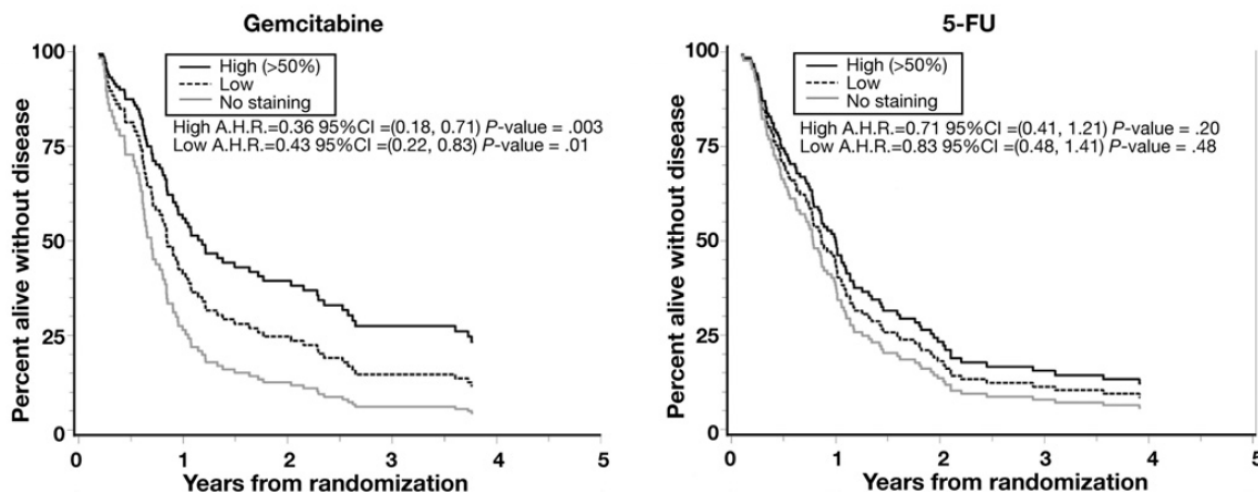 Gemcitabine
100
75
50
25
0
Percent alive without disease
High (>50%)
Low
No staining
High A.H.R.=0.36 95%CI =(0.18, 0.71) P-value = .003
Low A.H.R.=0.43 95%CI =(0.22, 0.83) P-value = .01
0 1 2 3 4 5
Years from randomization
5-FU
100
75
50
25
0
Percent alive without disease
High (>50%)
Low
No staining
High A.H.R.=0.71 95%CI =(0.41, 1.21) P-value = .20
Low A.H.R.=0.83 95%CI =(0.48, 1.41) P-value = .48
0 1 2 3 4 5
Years from randomization